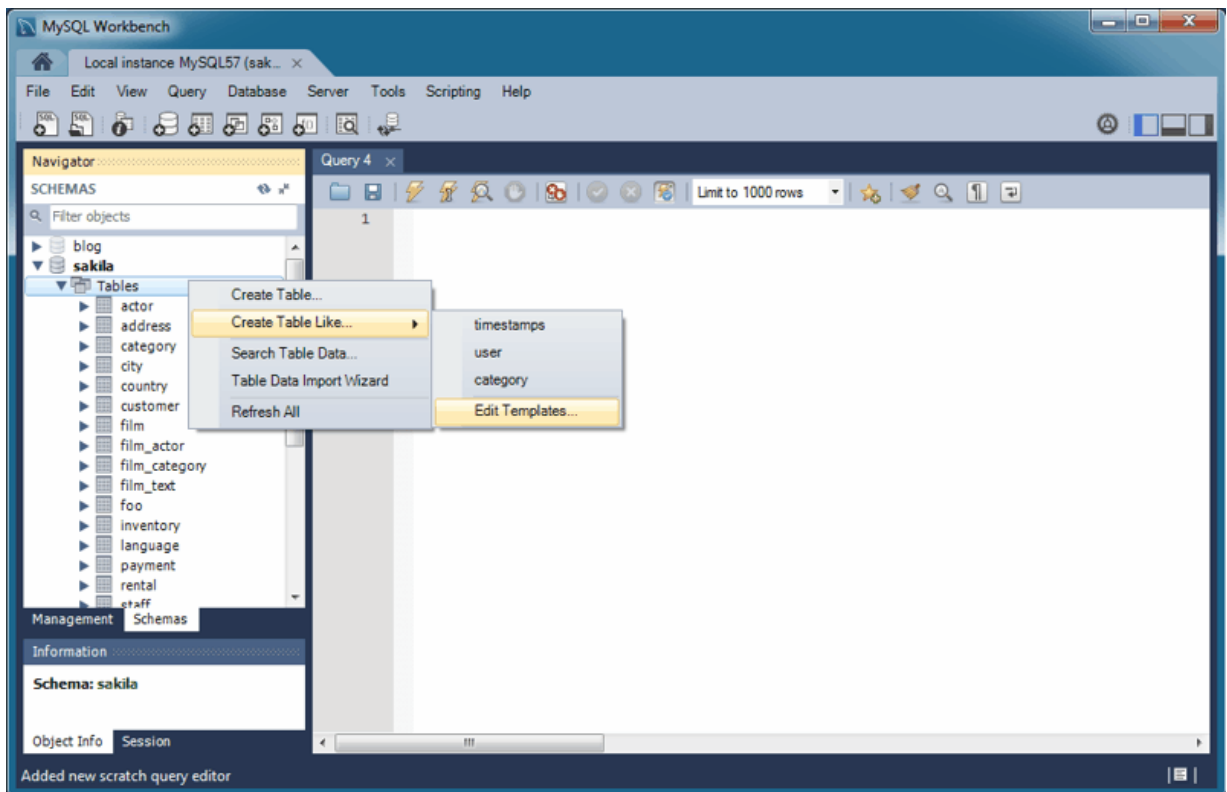 MySQL Workbench
Local instance MySQL57 (sak... ×
File Edit View Query Database Server Tools Scripting Help
Navigator
Query 4 ×
SCHEMAS
Limit to 1000 rows
Filter objects
1
blog
sakila
Tables
actor
address
category
city
country
customer
film
film_actor
film_category
film_text
foo
inventory
language
payment
rental
staff
Create Table...
Create Table Like...
Search Table Data...
Table Data Import Wizard
Refresh All
timestamps
user
category
Edit Templates...
Management Schemas
Information
Schema: sakila
Object Info Session
Added new scratch query editor